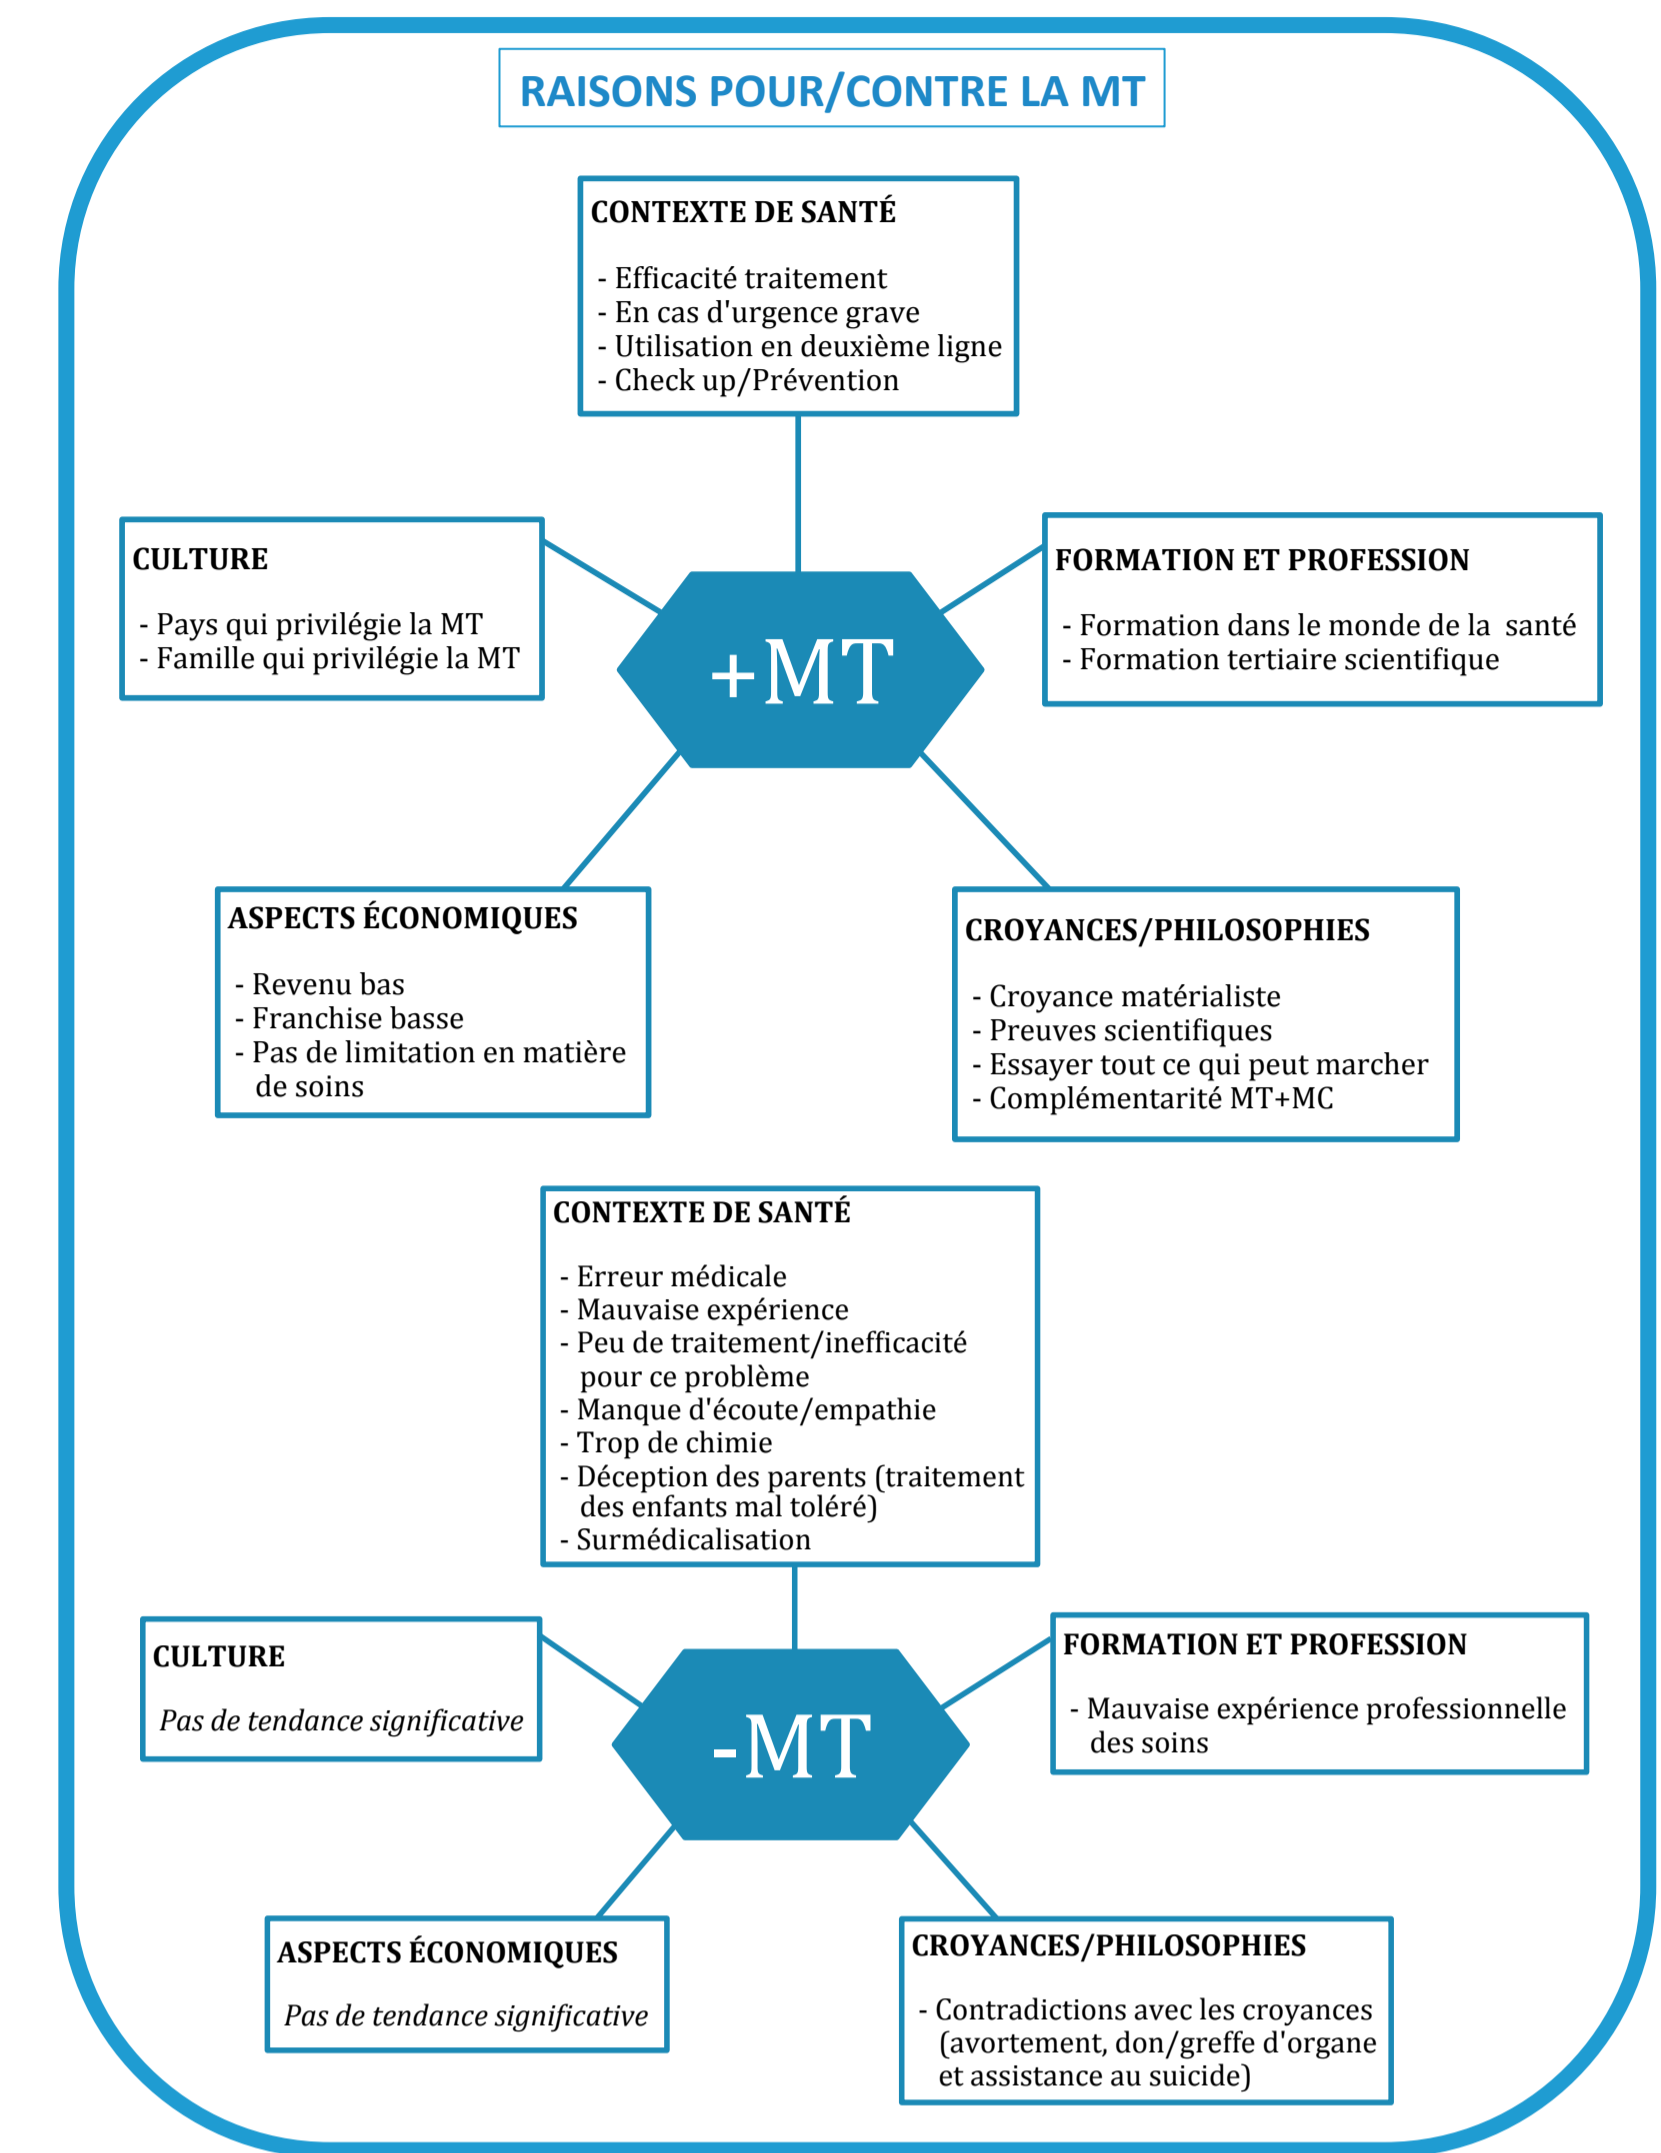 RAISONS POUR/CONTRE LA MT
CONTEXTE DE SANTÉ
- Efficacité traitement
- En cas d'urgence grave
- Utilisation en deuxième ligne
- Check up/Prévention
CULTURE
- Pays qui privilégie la MT
- Famille qui privilégie la MT
+MT
FORMATION ET PROFESSION
- Formation dans le monde de la santé
- Formation tertiaire scientifique
ASPECTS ÉCONOMIQUES
- Revenu bas
- Franchise basse
- Pas de limitation en matière
de soins
CROYANCES/PHILOSOPHIES
- Croyance matérialiste
- Preuves scientifiques
- Essayer tout ce qui peut marcher
- Complémentarité MT+MC
CONTEXTE DE SANTÉ
- Erreur médicale
- Mauvaise expérience
- Peu de traitement/inefficacité
pour ce problème
- Manque d'écoute/empathie
- Trop de chimie
- Déception des parents (traitement
des enfants mal toléré)
- Surmédicalisation
CULTURE
Pas de tendance significative
-MT
FORMATION ET PROFESSION
- Mauvaise expérience professionnelle
des soins
ASPECTS ÉCONOMIQUES
Pas de tendance significative
CROYANCES/PHILOSOPHIES
- Contradictions avec les croyances
(avortement, don/greffe d'organe
et assistance au suicide)